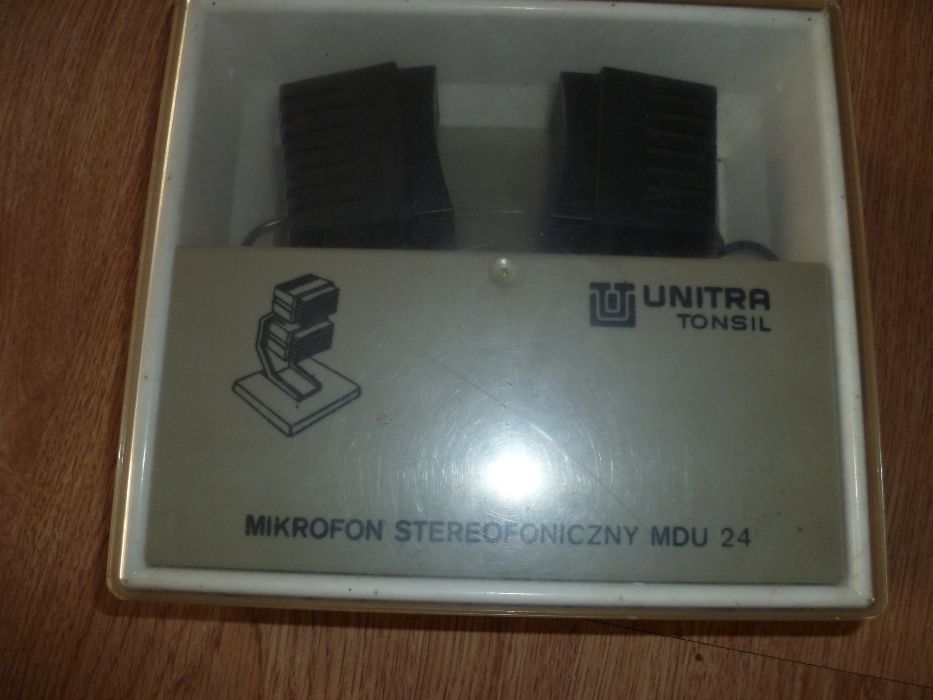 UNITRA
TONSIL
MIKROFON STEREOFONICZNY MDU 24